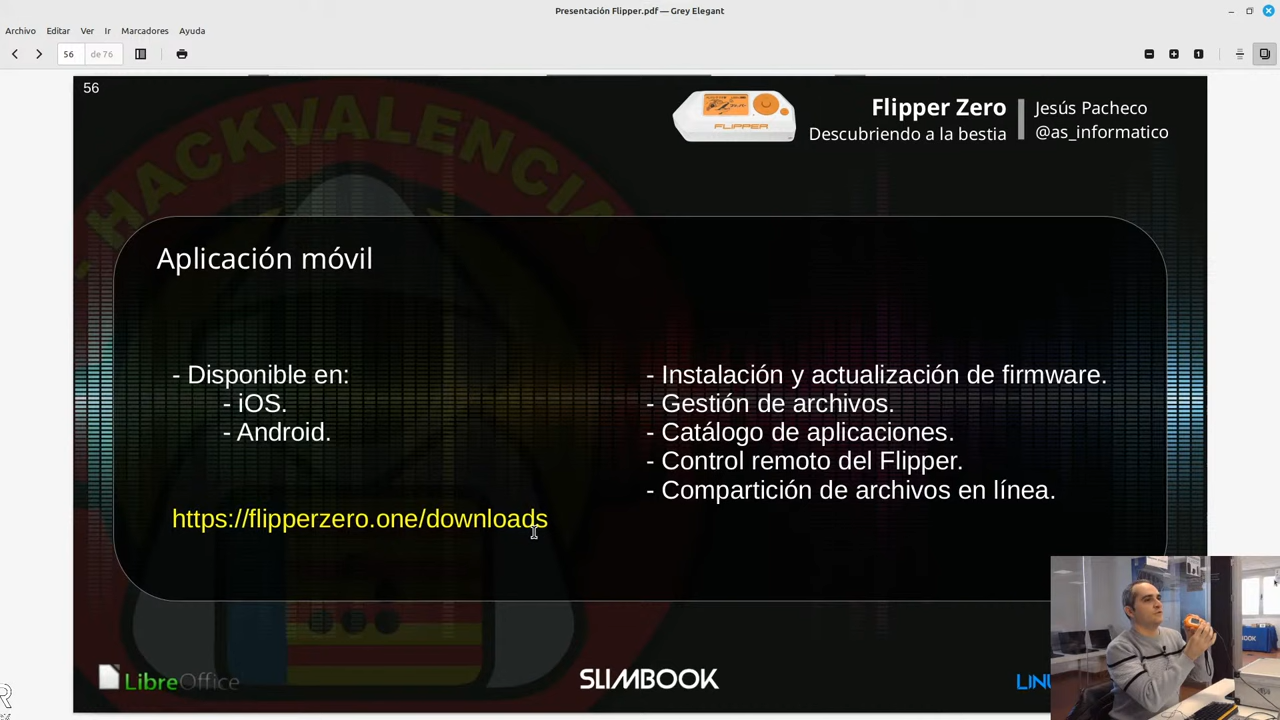 Presentación Flipper.pdf — Grey Elegant
Archivo Editar Ver Ir Marcadores Ayuda
56 de 76
56
Flipper Zero
Descubriendo a la bestia
Jesús Pacheco
@as_informatico
FLIPPER
HACKVALENCIA
Aplicación móvil
- Disponible en:
- iOS.
- Android.
https://flipperzero.one/downloads
- Instalación y actualización de firmware.
- Gestión de archivos.
- Catálogo de aplicaciones.
- Control remoto del Flipper.
- Compartición de archivos en línea.
LibreOffice
SLIMBOOK